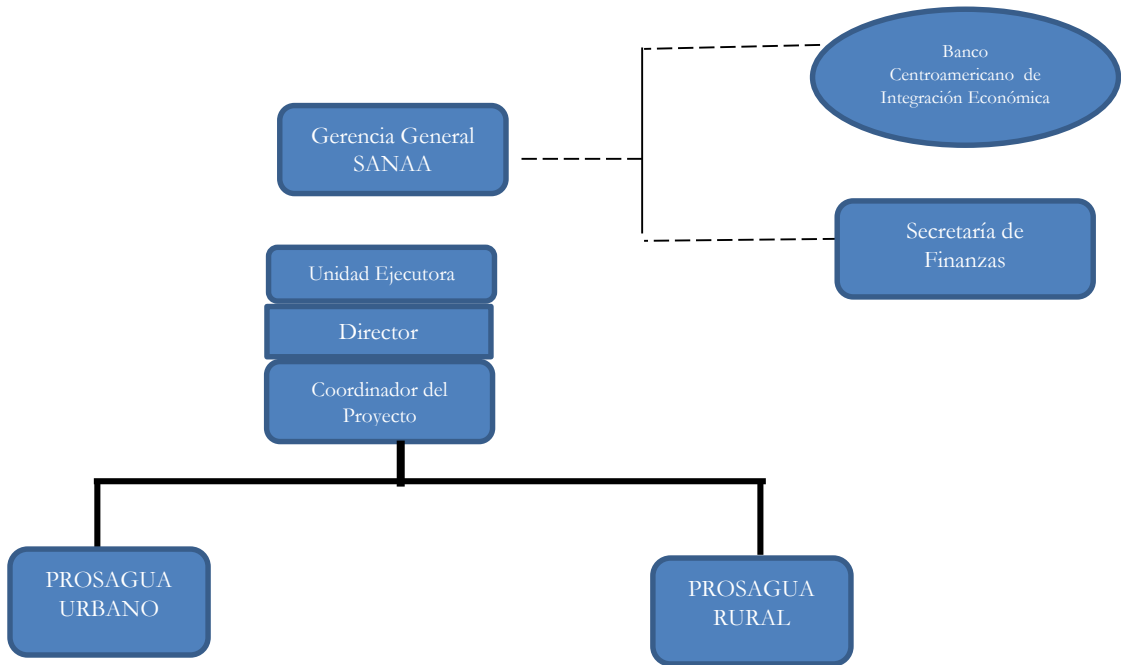 Banco
Centroamericano de
Integración Económica
Gerencia General
SANAA
Secretaría de
Finanzas
Unidad Ejecutora
Director
Coordinador del
Proyecto
PROSAGUA
URBANO
PROSAGUA
RURAL